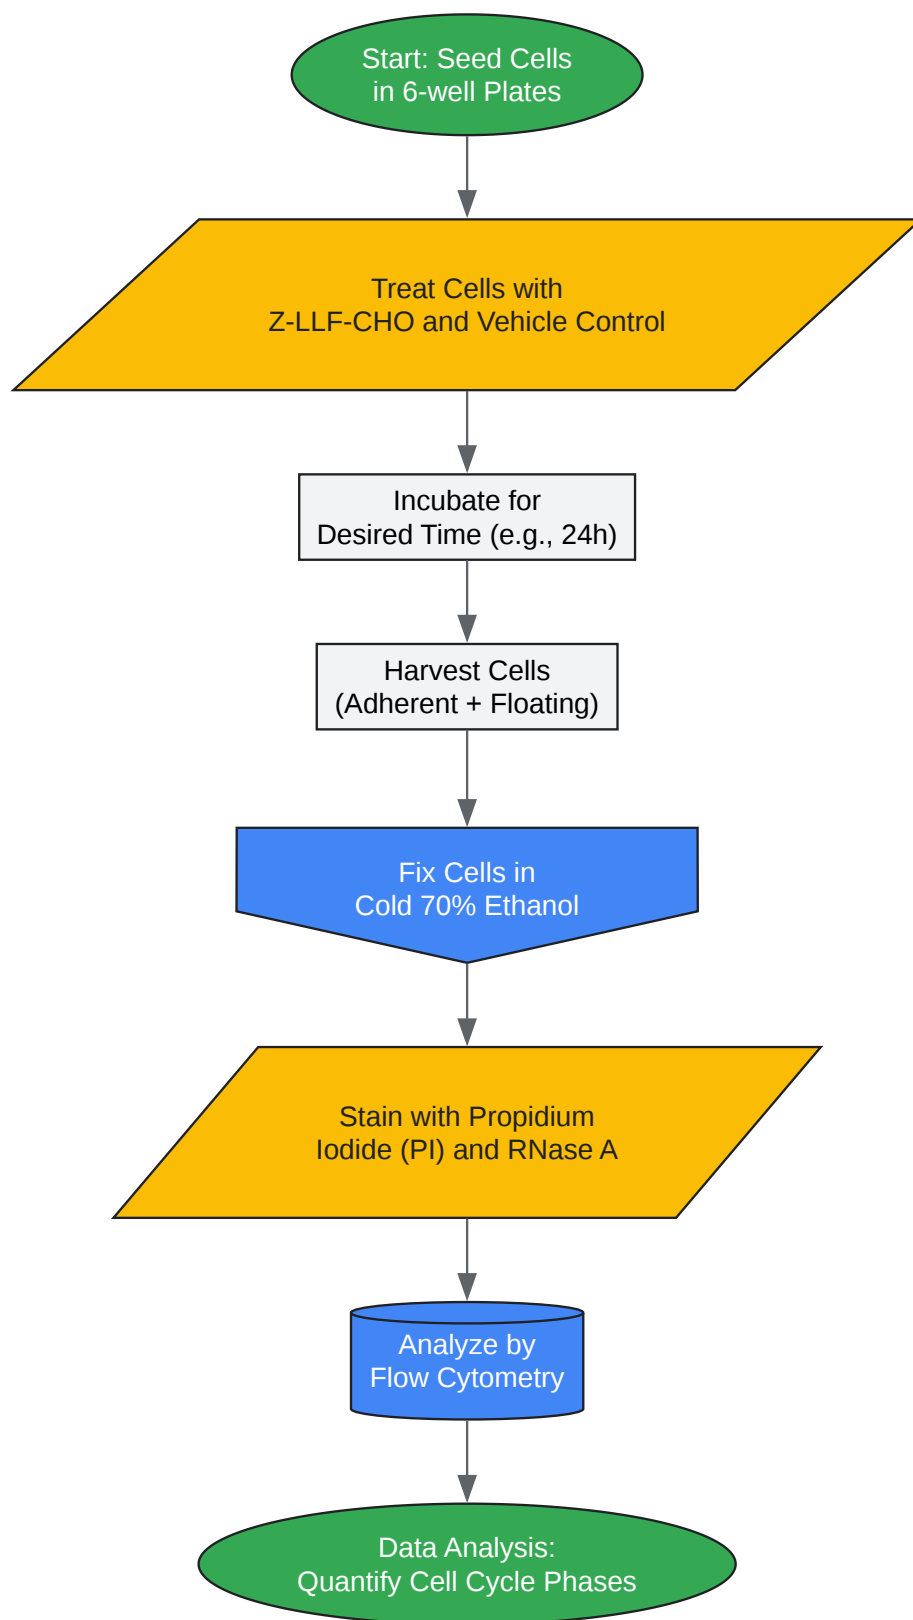 Start: Seed Cells
in 6-well Plates
Treat Cells with
Z-LLF-CHO and Vehicle Control
Incubate for
Desired Time (e.g., 24h)
Harvest Cells
(Adherent + Floating)
Fix Cells in
Cold 70% Ethanol
Stain with Propidium
Iodide (PI) and RNase A
Analyze by
Flow Cytometry
Data Analysis:
Quantify Cell Cycle Phases